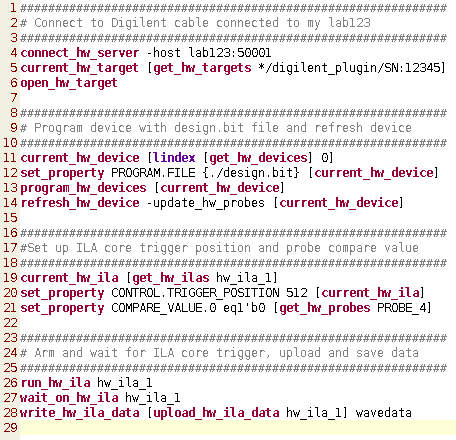 1 ##########################################################
2 # Connect to Digilent cable connected to my lab123
3 ##########################################################
4 connect_hw_server -host lab123:50001
5 current_hw_target [get_hw_targets */digilent_plugin/SN:12345]
6 open_hw_target
7
8 ##########################################################
9 # Program device with design.bit file and refresh device
10 ##########################################################
11 current_hw_device [lindex [get_hw_devices] 0]
12 set_property PROGRAM.FILE {./design.bit} [current_hw_device]
13 program_hw_devices [current_hw_device]
14 refresh_hw_device -update_hw_probes [current_hw_device]
15
16 ##########################################################
17 #Set up ILA core trigger position and probe compare value
18 ##########################################################
19 current_hw_ila [get_hw_ilas hw_ila_1]
20 set_property CONTROL.TRIGGER_POSITION 512 [current_hw_ila]
21 set_property COMPARE_VALUE.0 eq1'b0 [get_hw_probes PROBE_4]
22
23 ##########################################################
24 # Arm and wait for ILA core trigger, upload and save data
25 ##########################################################
26 run_hw_ila hw_ila_1
27 wait_on_hw_ila hw_ila_1
28 write_hw_ila_data [upload_hw_ila_data hw_ila_1] wavedata
29